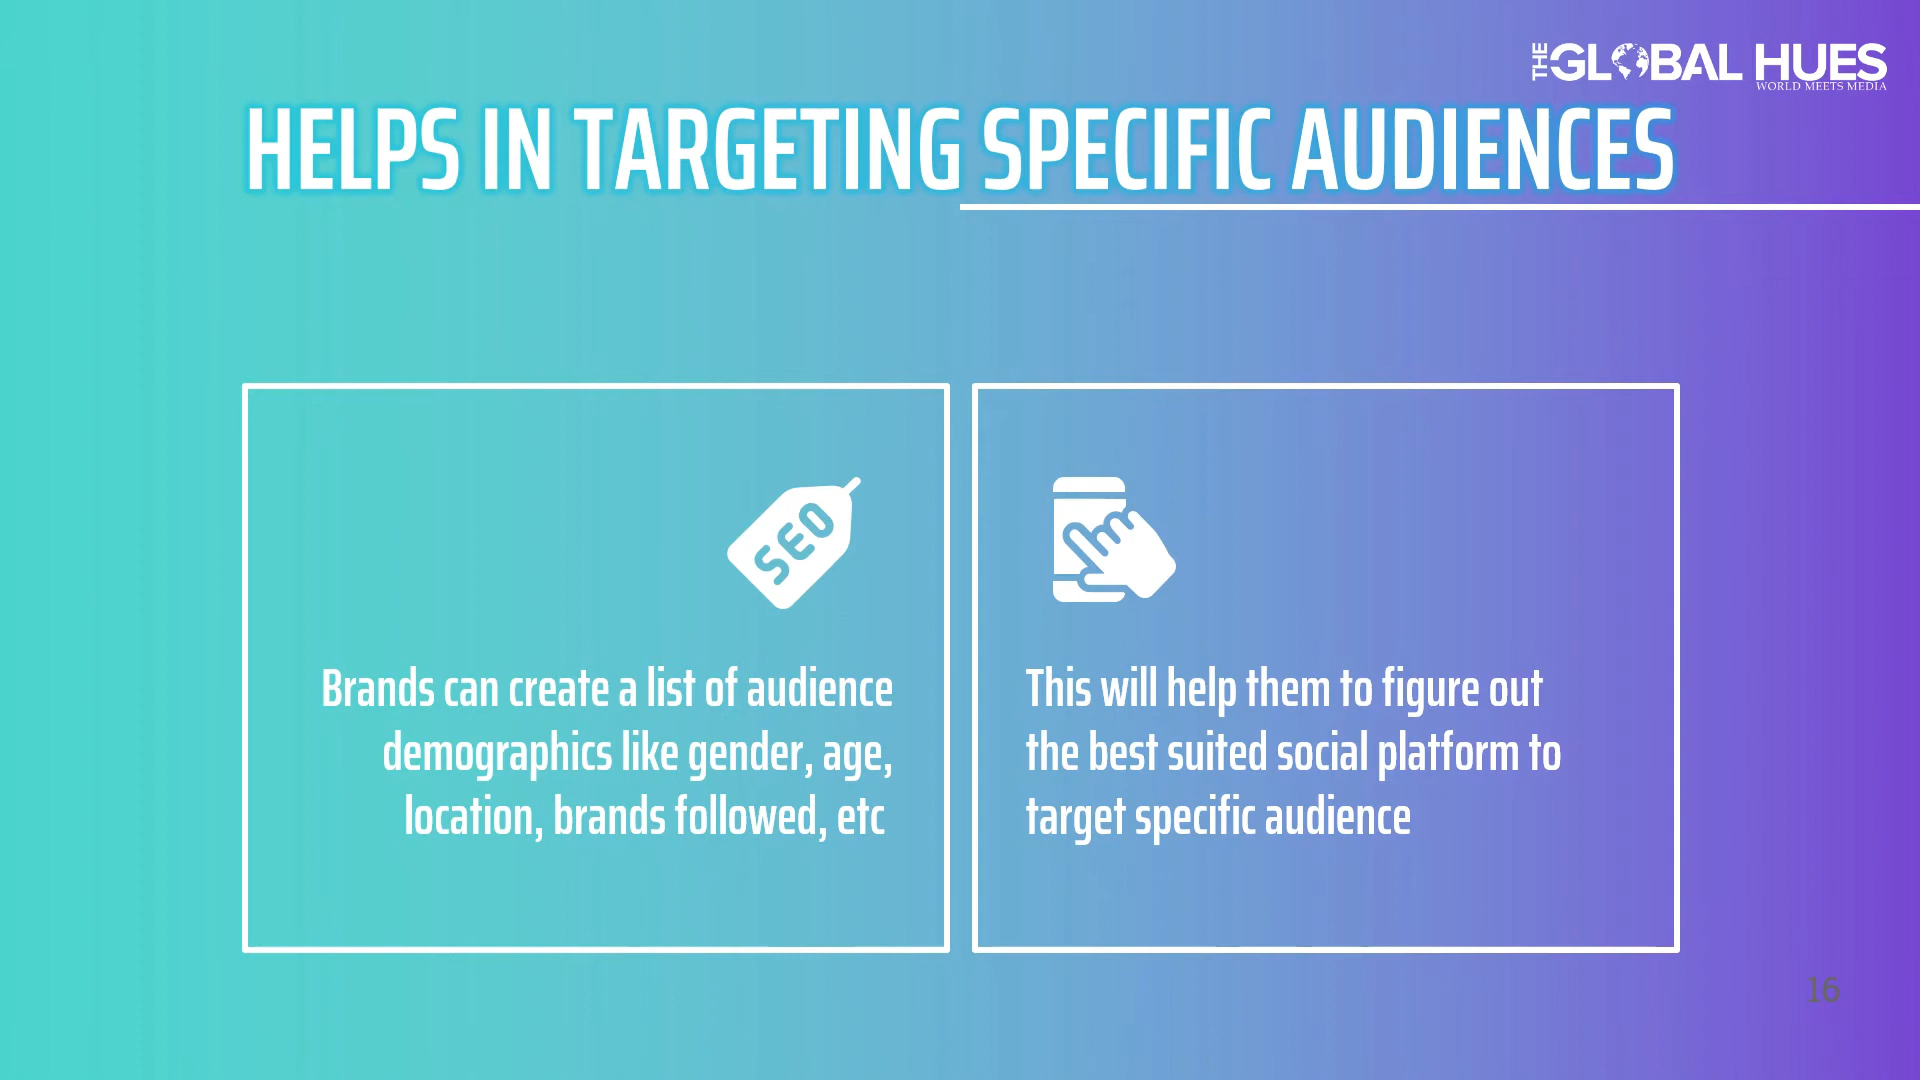 THE GLOBAL HUES
WORLD MEETS MEDIA
HELPS IN TARGETING SPECIFIC AUDIENCES
SEO
Brands can create a list of audience
demographics like gender, age,
location, brands followed, etc
This will help them to figure out
the best suited social platform to
target specific audience
16